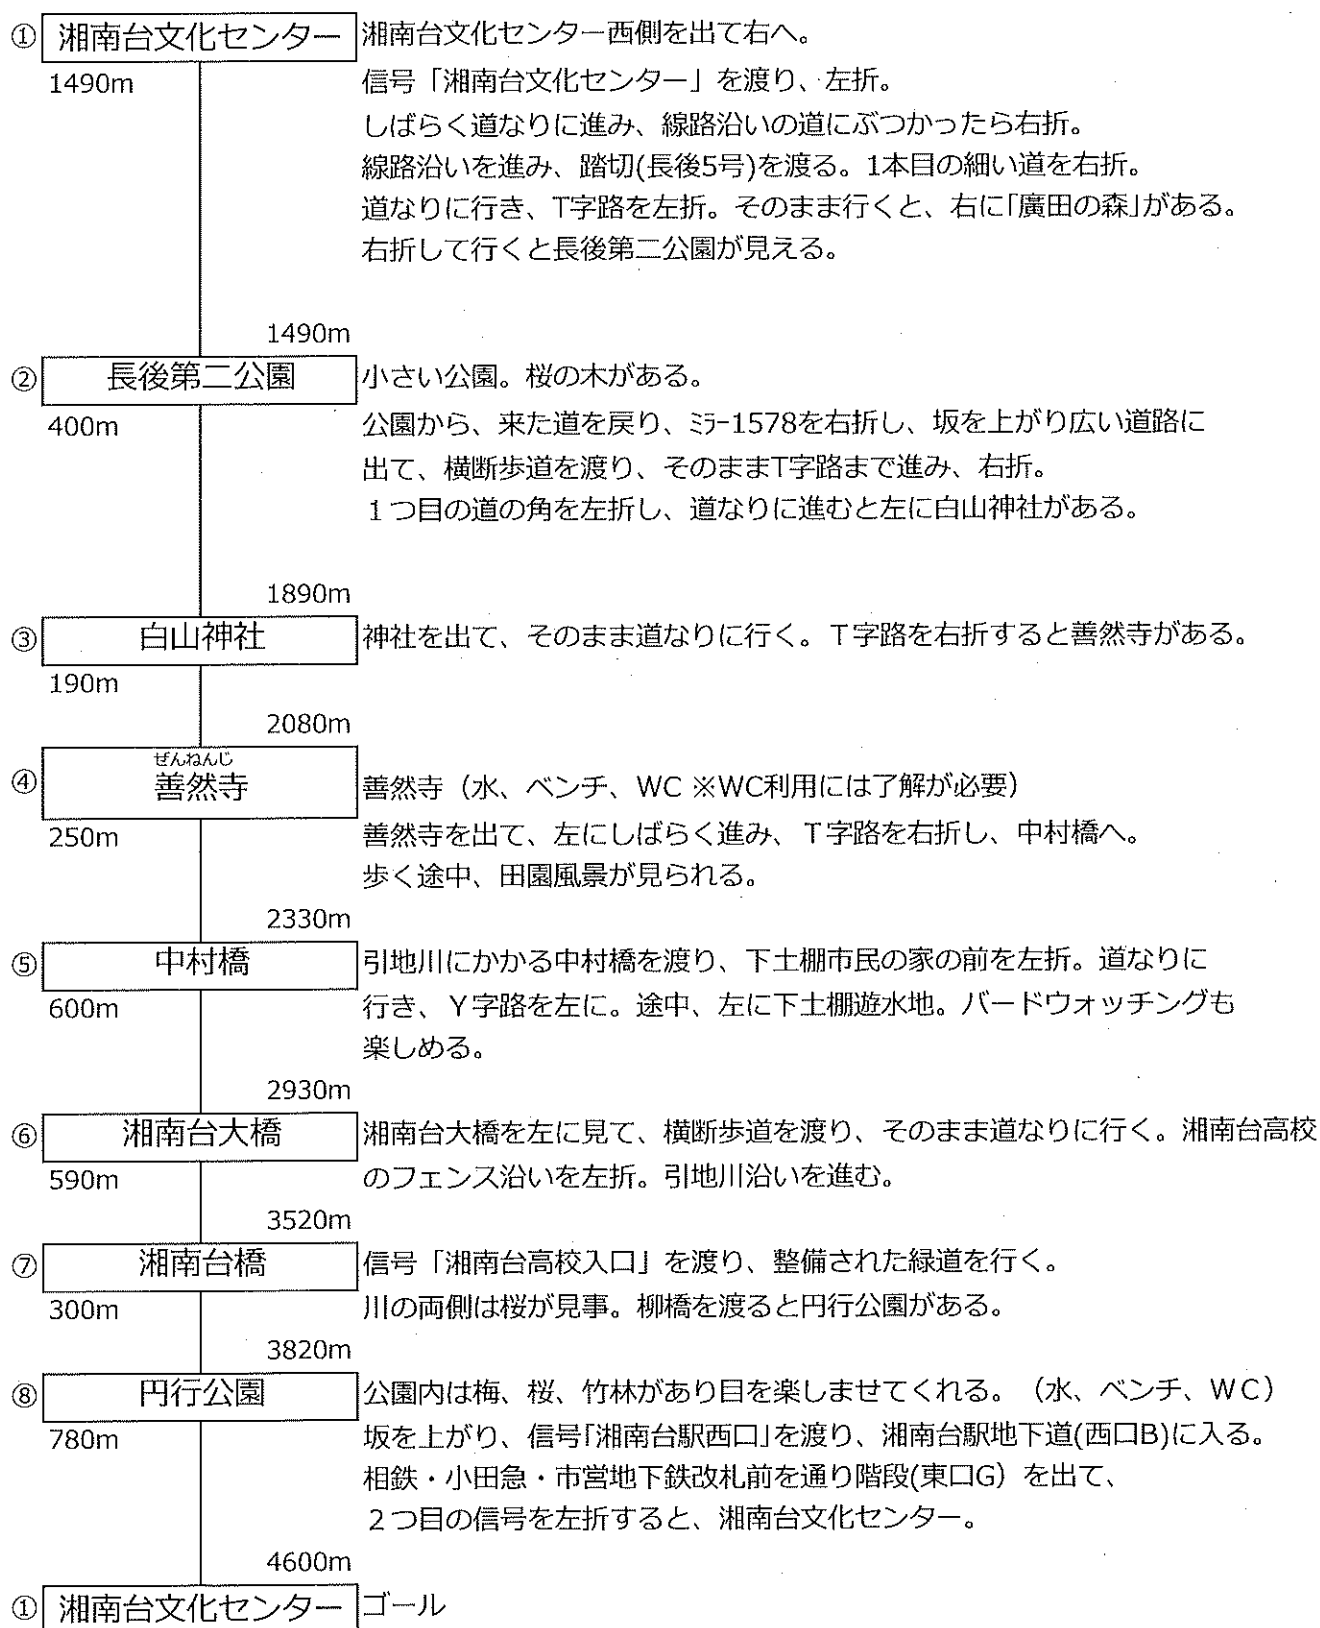 ① 湘南台文化センター 湘南台文化センター西側を出て右へ。
1490m 信号「湘南台文化センター」を渡り、左折。
しばらく道なりに進み、線路沿いの道にぶつかったら右折。
線路沿いを進み、踏切(長後5号)を渡る。1本目の細い道を右折。
道なりに行き、T字路を左折。そのまま行くと、右に「廣田の森」がある。
右折して行くと長後第二公園が見える。
1490m
② 長後第二公園 小さい公園。桜の木がある。
400m 公園から、来た道を戻り、ﾐﾗｰ1578を右折し、坂を上がり広い道路に
出て、横断歩道を渡り、そのままT字路まで進み、右折。
１つ目の道の角を左折し、道なりに進むと左に白山神社がある。
1890m
③ 白山神社 神社を出て、そのまま道なりに行く。Ｔ字路を右折すると善然寺がある。
190m
2080m
ぜんねんじ
④ 善然寺 善然寺（水、ベンチ、WC ※WC利用には了解が必要）
250m 善然寺を出て、左にしばらく進み、Ｔ字路を右折し、中村橋へ。
歩く途中、田園風景が見られる。
2330m
⑤ 中村橋 引地川にかかる中村橋を渡り、下土棚市民の家の前を左折。道なりに
600m 行き、Ｙ字路を左に。途中、左に下土棚遊水地。バードウォッチングも
楽しめる。
2930m
⑥ 湘南台大橋 湘南台大橋を左に見て、横断歩道を渡り、そのまま道なりに行く。湘南台高校
590m のフェンス沿いを左折。引地川沿いを進む。
3520m
⑦ 湘南台橋 信号「湘南台高校入口」を渡り、整備された緑道を行く。
300m 川の両側は桜が見事。柳橋を渡ると円行公園がある。
3820m
⑧ 円行公園 公園内は梅、桜、竹林があり目を楽しませてくれる。（水、ベンチ、ＷＣ）
780m 坂を上がり、信号｢湘南台駅西口｣を渡り、湘南台駅地下道(西口B)に入る。
相鉄・小田急・市営地下鉄改札前を通り階段(東口G）を出て、
２つ目の信号を左折すると、湘南台文化センター。
4600m
① 湘南台文化センター ゴール